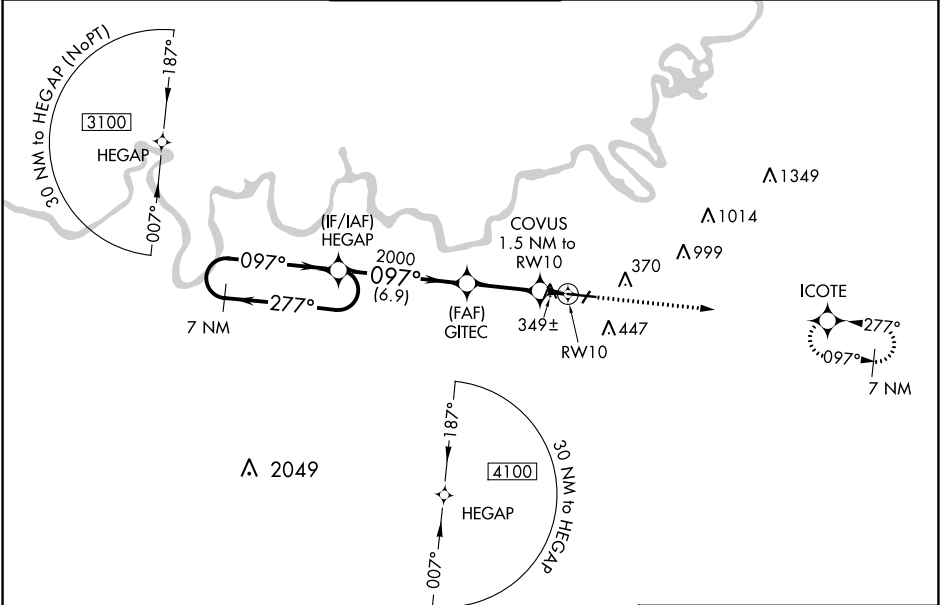 30 NM to HEGAP (NoPT)
187°
3100
HEGAP
007°
1349
1014
999
370
447
(IF/IAF)
HEGAP
2000
097°
(6.9)
097°
277°
7 NM
(FAF)
GITEC
COVUS
1.5 NM to
RW10
349±
RW10
ICOTE
277°
097°
7 NM
2049
187°
4100
HEGAP
007°
30 NM to HEGAP